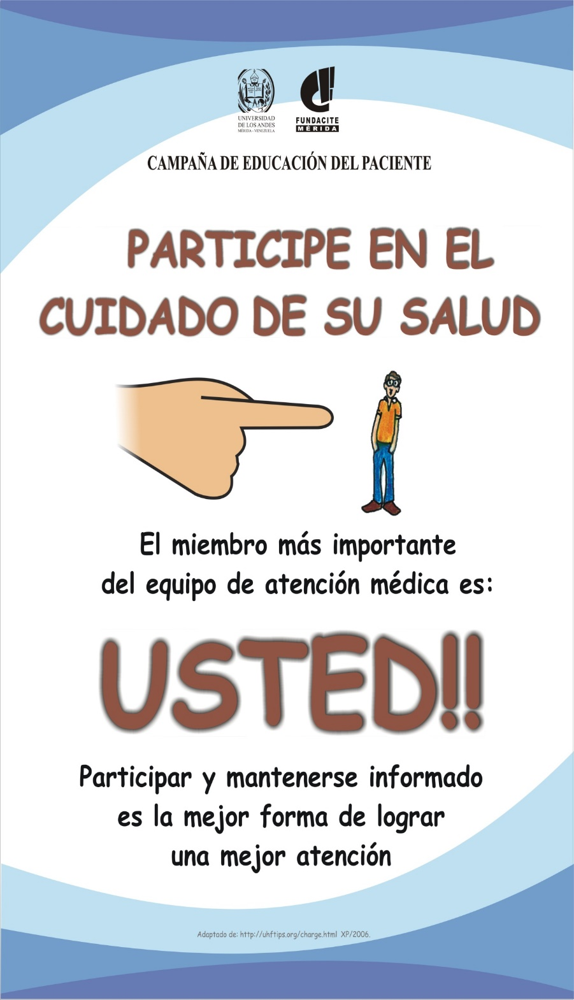 UNIVERSIDAD
DE LOS ANDES
MÉRIDA - VENEZUELA
FUNDACITE
MÉRIDA
CAMPAÑA DE EDUCACIÓN DEL PACIENTE
PARTICIPE EN EL
CUIDADO DE SU SALUD
El miembro más importante
del equipo de atención médica es:
USTED!!
Participar y mantenerse informado
es la mejor forma de lograr
una mejor atención
Adaptado de: http://uhftips.org/charge.html XP/2006.